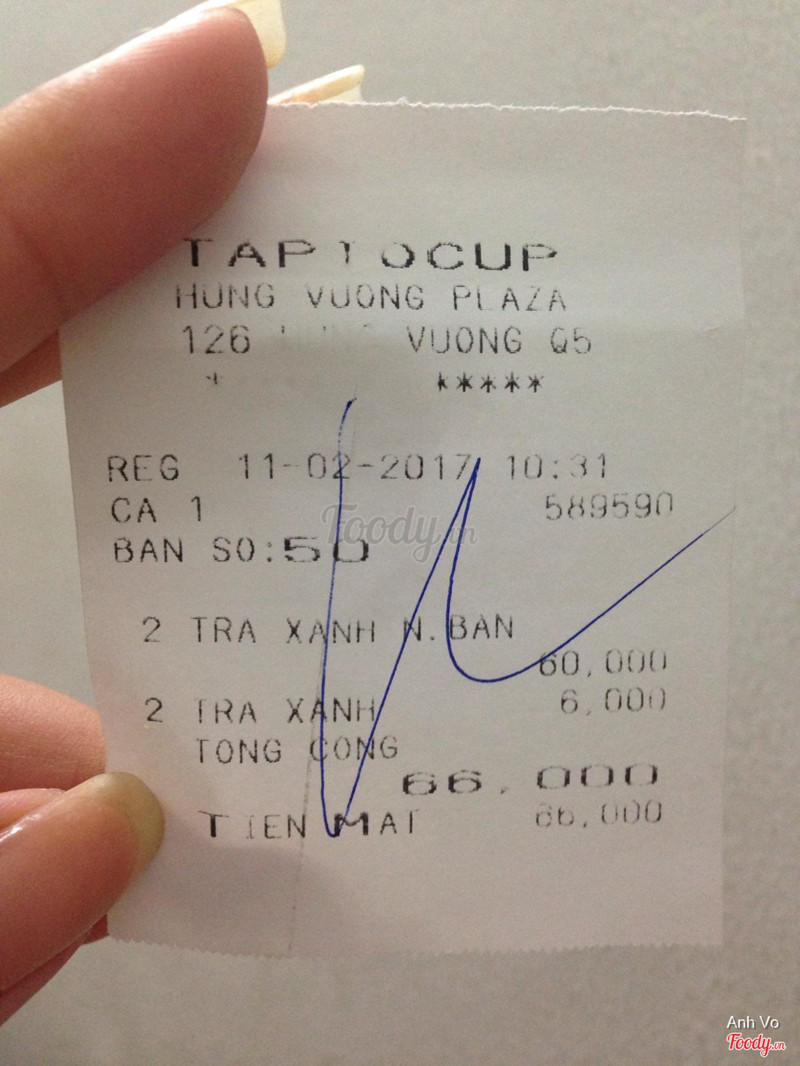 TAPIOCUP
HUNG VUONG PLAZA
126 VUONG Q5
* *****
REG 11-02-2017 10:31
CA 1 589590
BAN SO:50
2 TRA XANH N.BAN
60,000
2 TRA XANH 6,000
TONG CONG
66,000
TIEN MAT 66,000
Foody.vn
Anh Vo
Foody.vn